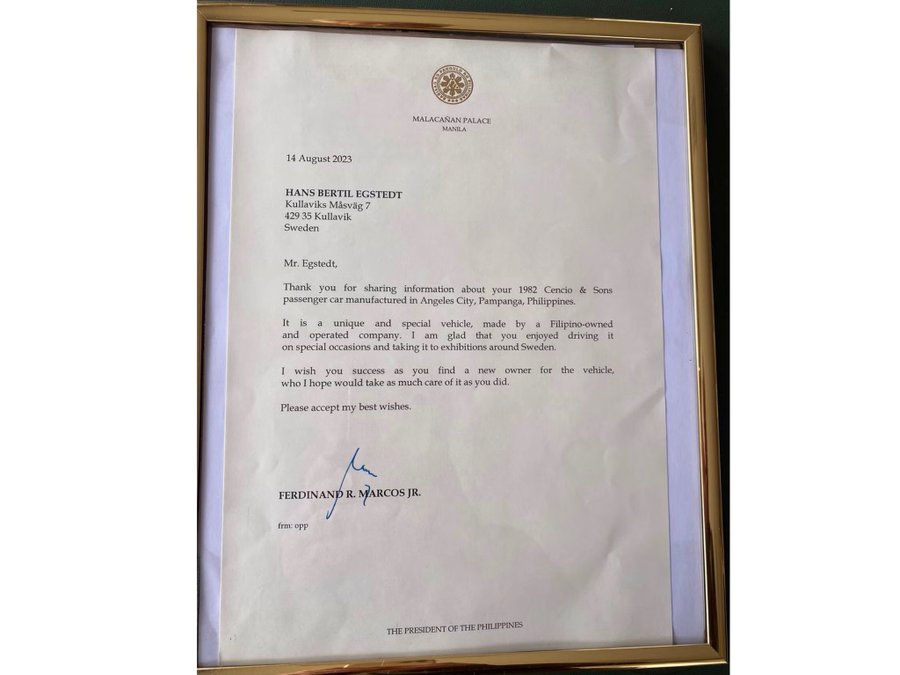 MALACAÑAN PALACE
MANILA
14 August 2023
HANS BERTIL EGSTEDT
Kullaviks Måsväg 7
429 35 Kullavik
Sweden
Mr. Egstedt,
Thank you for sharing information about your 1982 Cencio & Sons
passenger car manufactured in Angeles City, Pampanga, Philippines.
It is a unique and special vehicle, made by a Filipino-owned
and operated company. I am glad that you enjoyed driving it
on special occasions and taking it to exhibitions around Sweden.
I wish you success as you find a new owner for the vehicle,
who I hope would take as much care of it as you did.
Please accept my best wishes.
FERDINAND R. MARCOS JR.
frm: opp
THE PRESIDENT OF THE PHILIPPINES